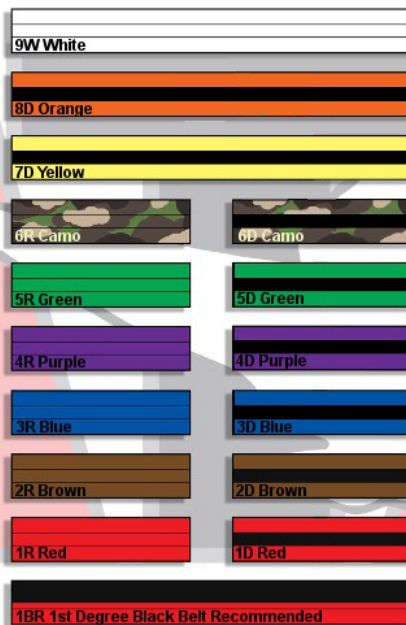 9W White
8D Orange
7D Yellow
6R Camo
6D Camo
5R Green
5D Green
4R Purple
4D Purple
3R Blue
3D Blue
2R Brown
2D Brown
1R Red
1D Red
1BR 1st Degree Black Belt Recommended